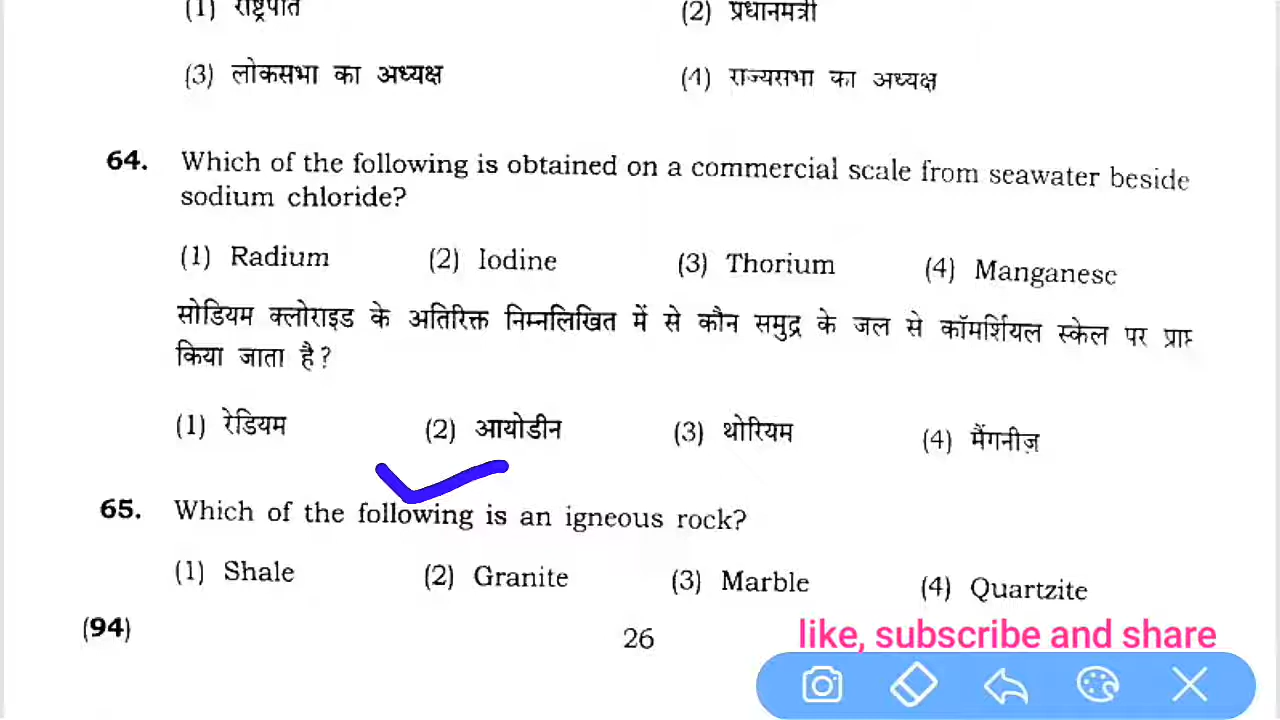 (1) राष्ट्रपति (2) प्रधानमंत्री
(3) लोकसभा का अध्यक्ष (4) राज्यसभा का अध्यक्ष
64. Which of the following is obtained on a commercial scale from seawater beside
sodium chloride?
(1) Radium (2) Iodine (3) Thorium (4) Manganese
सोडियम क्लोराइड के अतिरिक्त निम्नलिखित में से कौन समुद्र के जल से कॉमर्शियल स्केल पर
किया जाता है?
(1) रेडियम (2) आयोडीन (3) थोरियम (4) मैंगनीज़
65. Which of the following is an igneous rock?
(1) Shale (2) Granite (3) Marble (4) Quartzite
(94) 26 like, subscribe and share